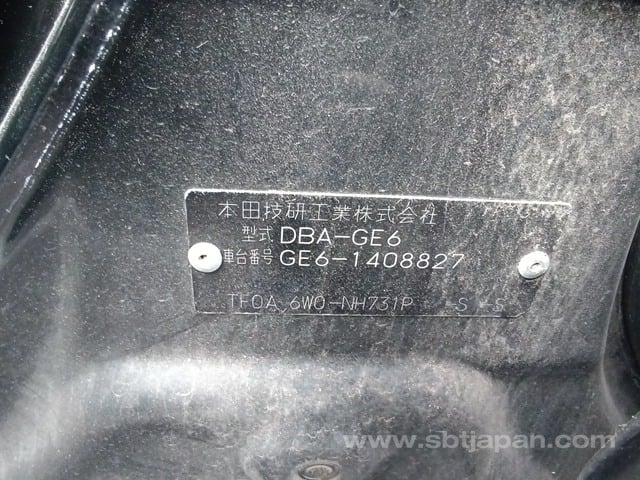 本田技研工業株式会社
型式 DBA-GE6
車台番号 GE6-1408827
TF0A 6W0-NH731P -S -S
www.sbtjapan.com